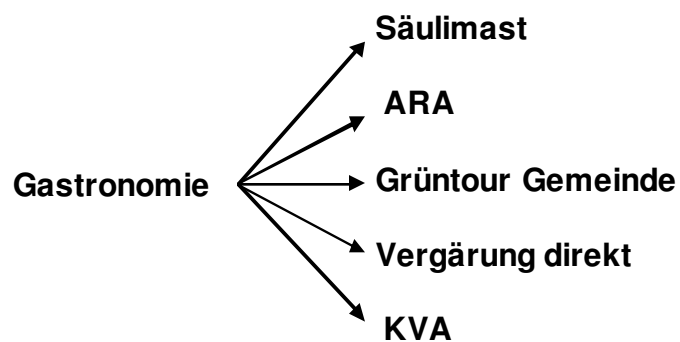 Säulimast
ARA
Gastronomie
Grüntour Gemeinde
Vergärung direkt
KVA